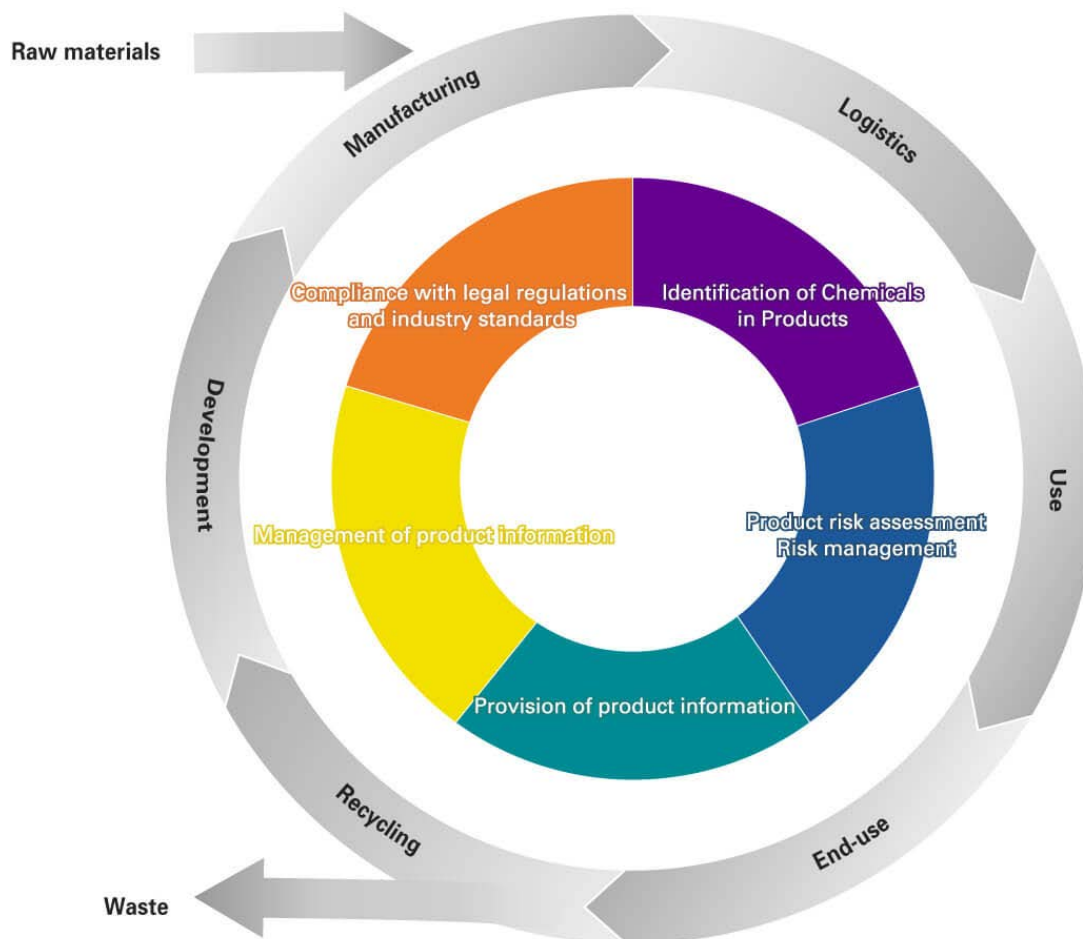 Raw materials
Manufacturing
Logistics
Compliance with legal regulations
and industry standards
Identification of Chemicals
in Products
Development
Use
Management of product information
Product risk assessment
Risk management
Provision of product information
Recycling
End-use
Waste